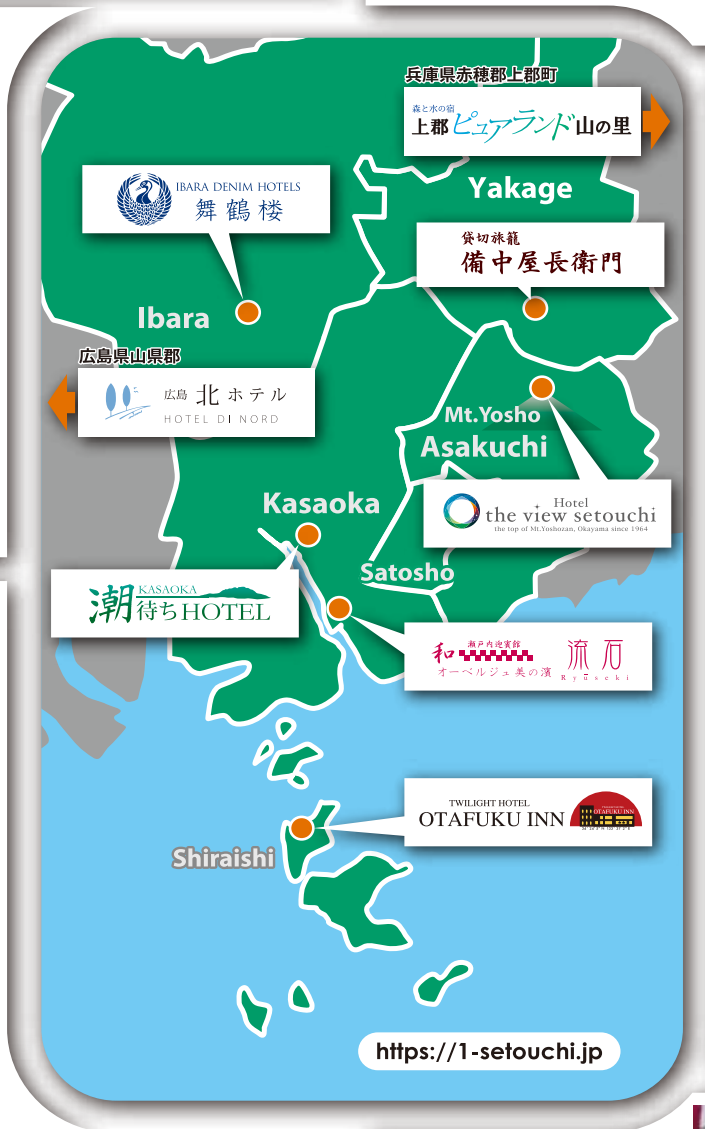 兵庫県赤穂郡上郡町
森と水の宿
上郡ピュアランド山の里
IBARA DENIM HOTELS
舞鶴楼
Yakage
貸切旅籠
備中屋長衛門
Ibara
広島県山県郡
広島 北ホテル
HOTEL DI NORD
Mt.Yosho
Asakuchi
Hotel
the view setouchi
the top of Mt.Yoshozan, Okayama since 1964
Kasaoka
Satosho
KASAOKA
潮待ちHOTEL
瀬戸内迎賓館
和 流石
オーベルジュ美の濱 Ryūseki
TWILIGHT HOTEL
OTAFUKU INN
Shiraishi
https://1-setouchi.jp